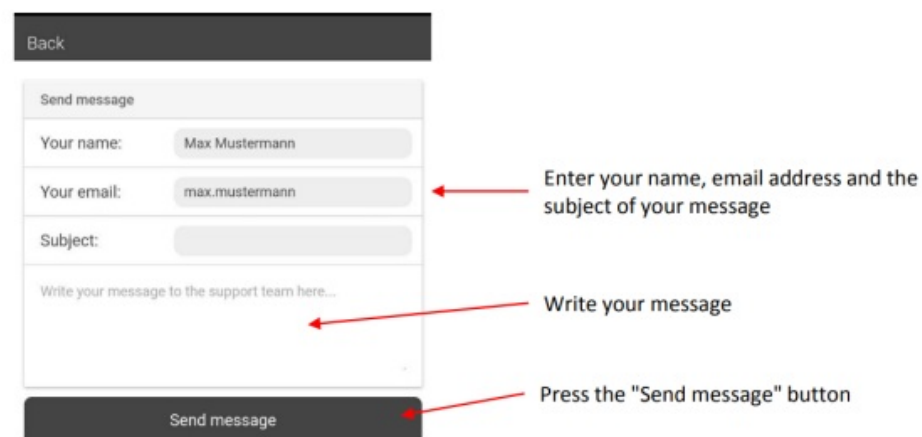 Back
Send message
Your name: Max Mustermann
Your email: max.mustermann
Enter your name, email address and the
subject of your message
Subject:
Write your message to the support team here...
Write your message
Press the "Send message" button
Send message